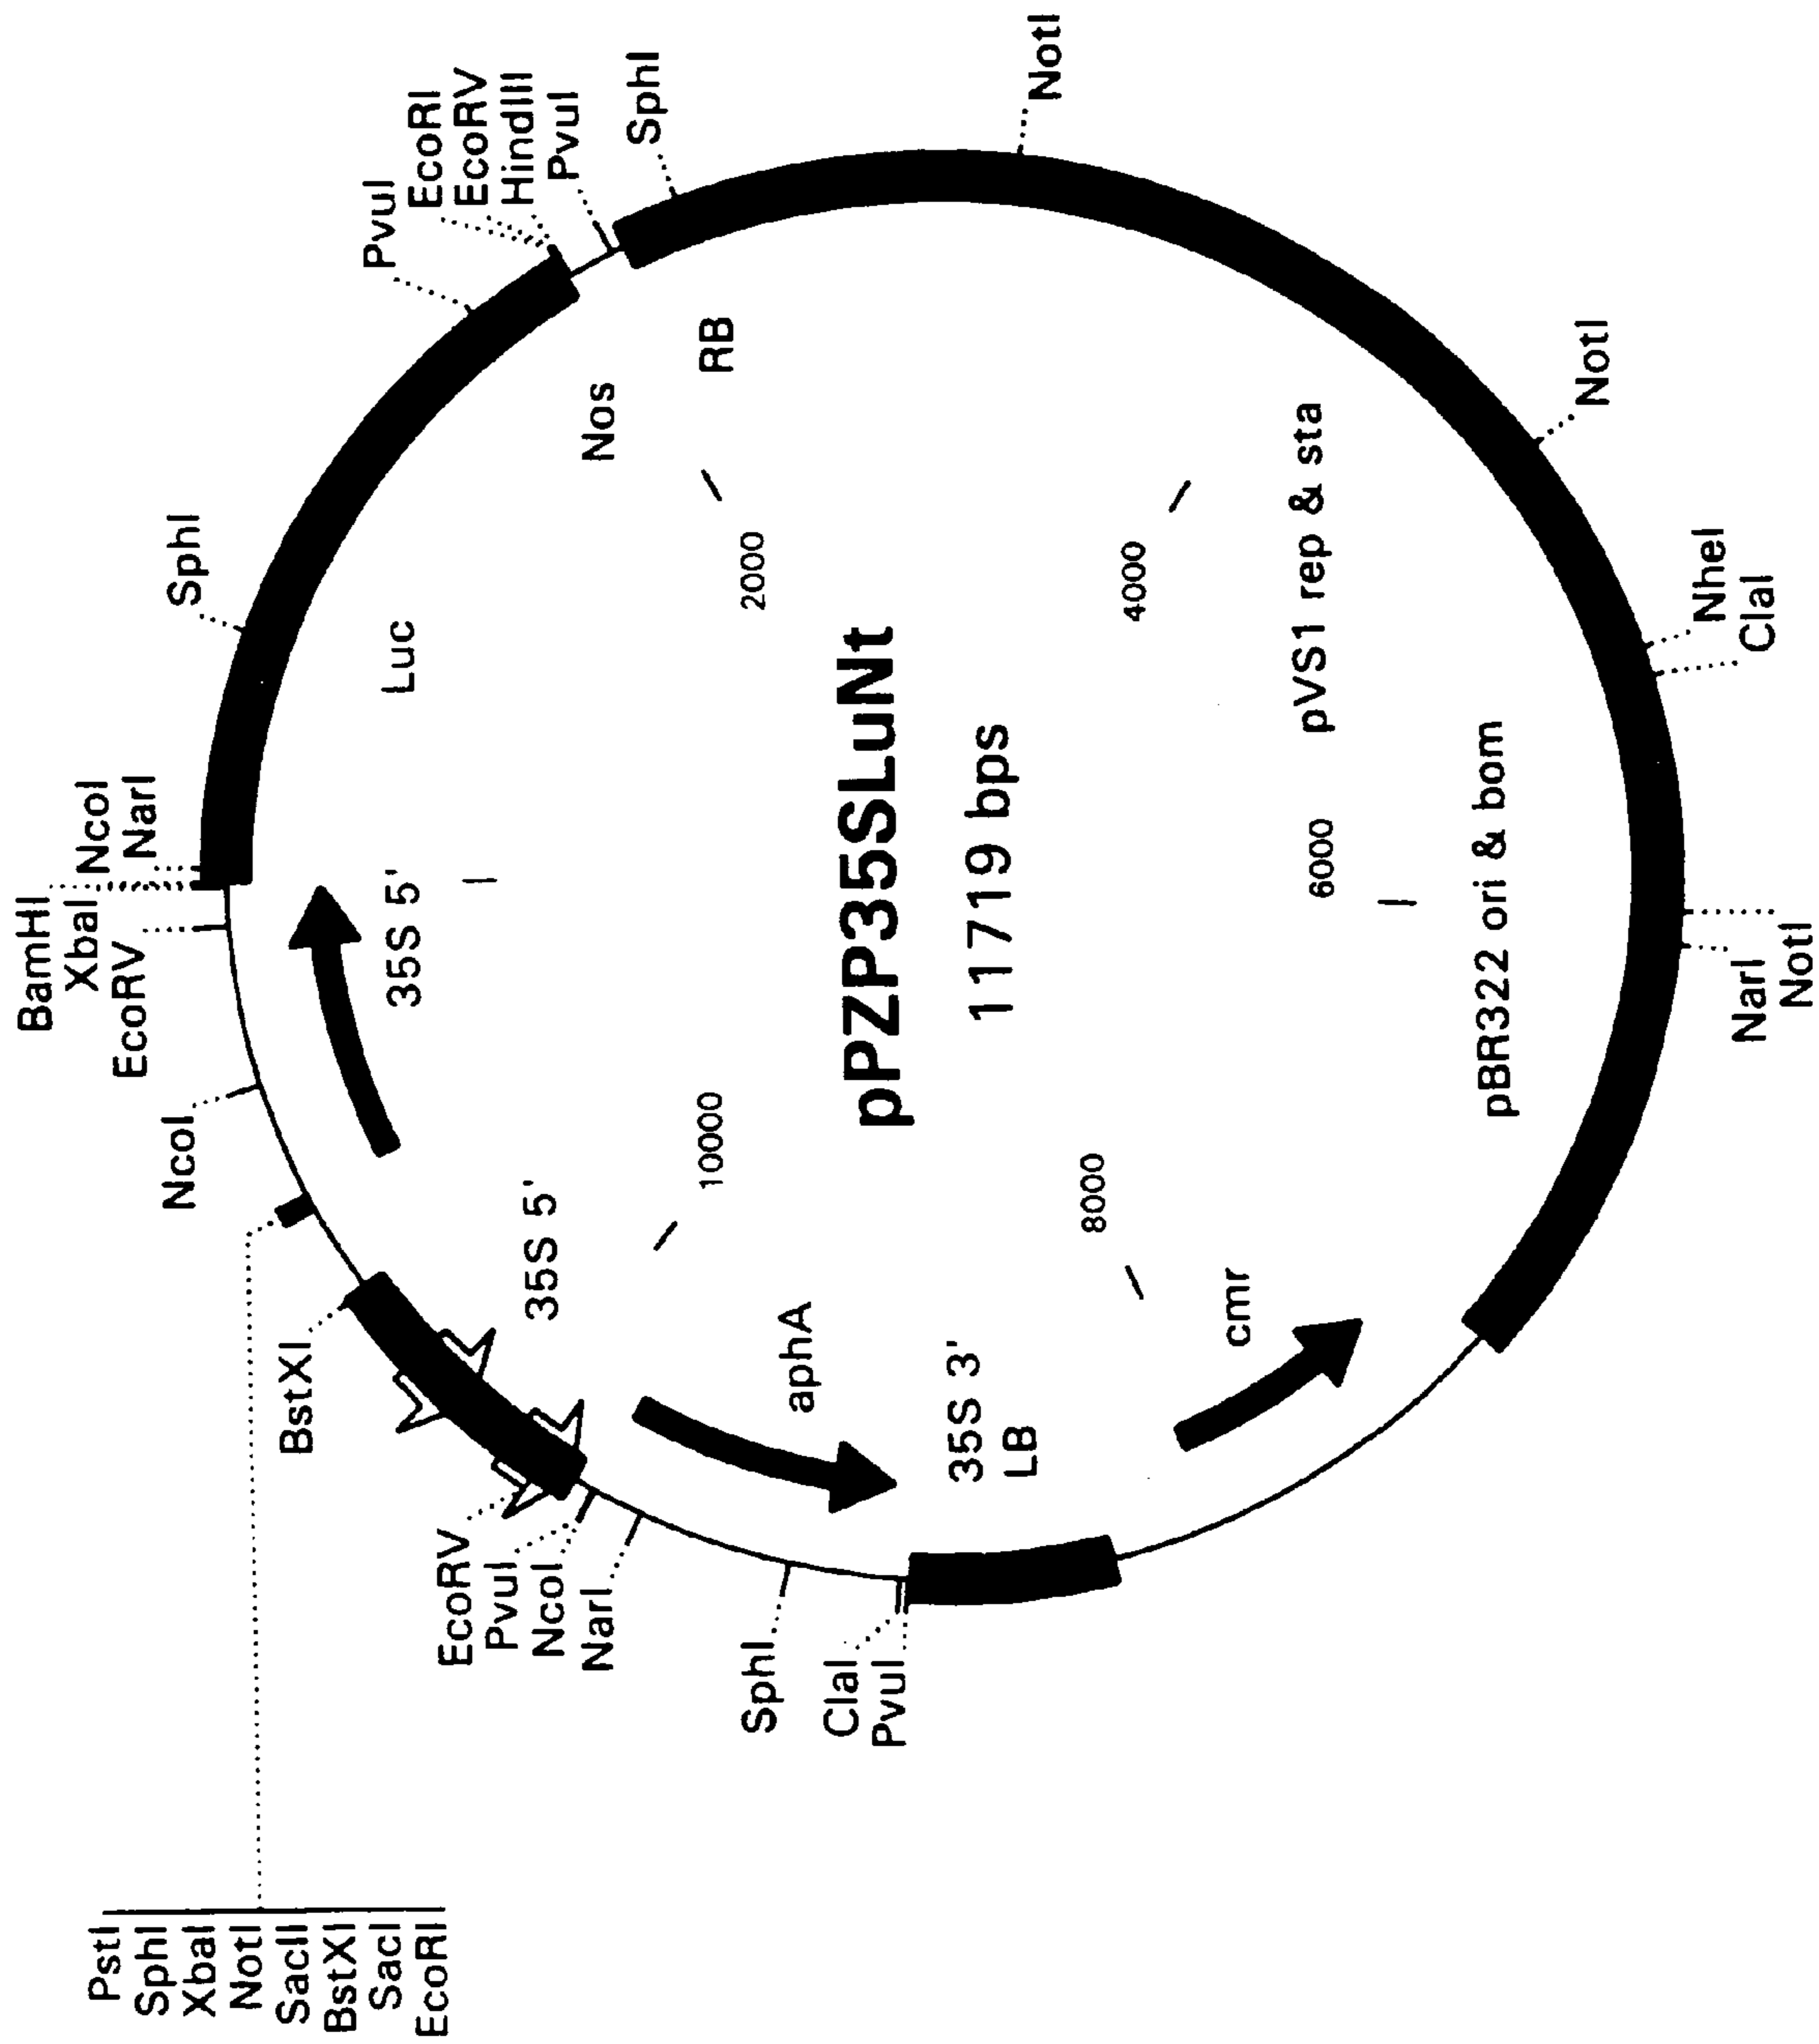 PstI
SphI
XbaI
NotI
SacII
BstXI
SacI
EcoRI
BamHI
XbaI
EcoRV
NcoI
NarI
SphI
PvuI
EcoRI
EcoRV
HindIII
PvuI
SphI
NotI
NotI
NheI
ClaI
NotI
NarI
PvuI
ClaI
SphI
NarI
NcoI
PvuI
EcoRV
BstXI
NcoI
35S 5'
Luc
Nos
RB
2000
4000
6000
8000
10000
35S 5'
aphA
35S 3'
LB
cmr
pPZP35SLuNt
11719 bps
pVS1 rep & sta
pBR322 ori & bom